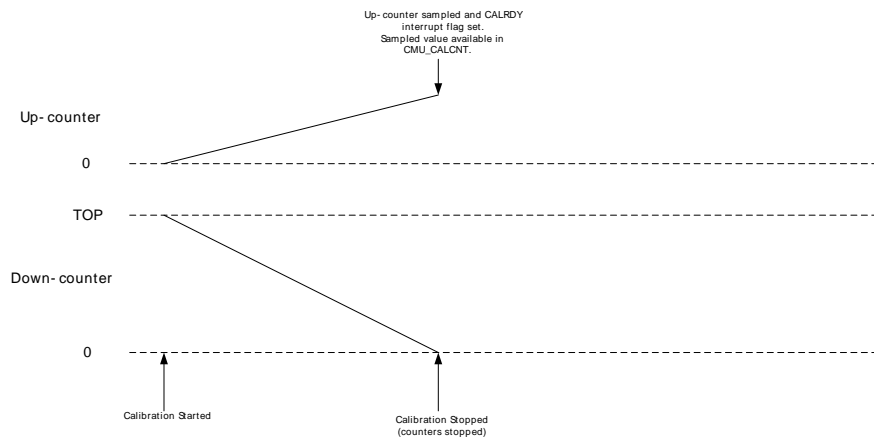 Up-counter sampled and CALRDY
interrupt flag set.
Sampled value available in
CMU_CALCNT.
Up-counter
0
TOP
Down-counter
0
Calibration Started
Calibration Stopped
(counters stopped)